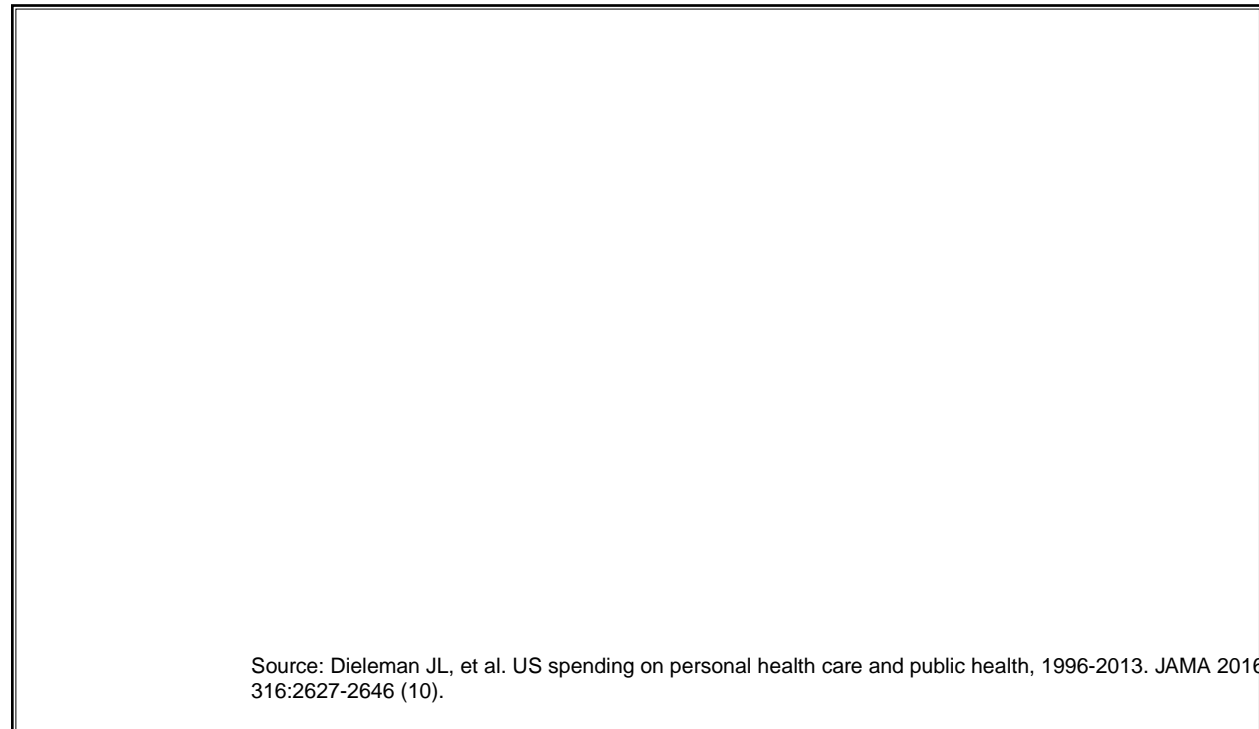 Source: Dieleman JL, et al. US spending on personal health care and public health, 1996-2013. JAMA 2016
316:2627-2646 (10).